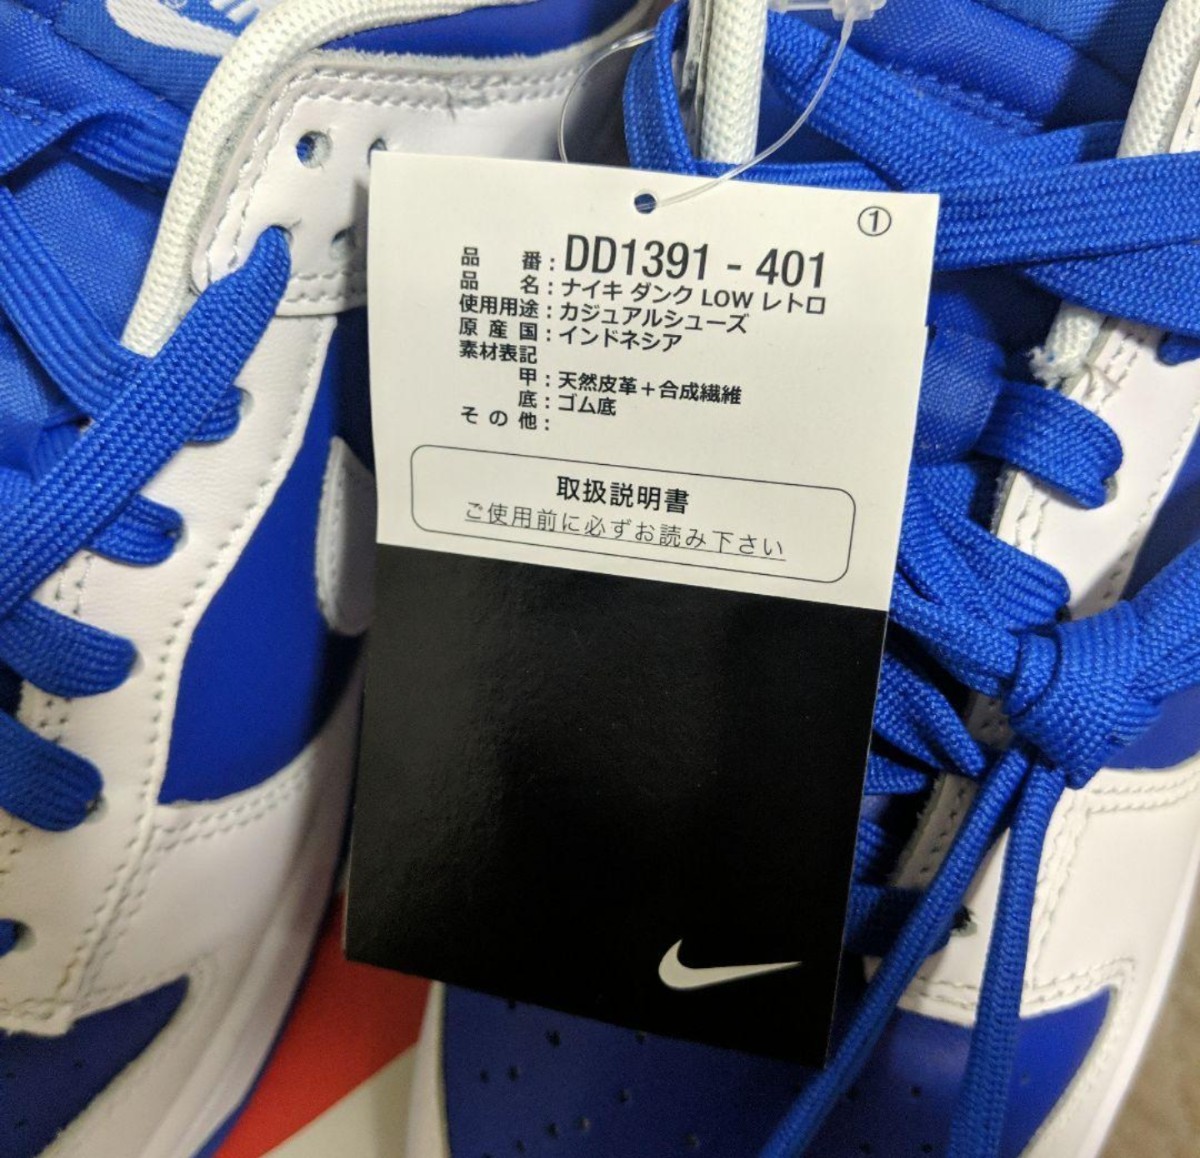 ①
品 番：DD1391 - 401
品 名：ナイキ ダンク LOW レトロ
使用用途：カジュアルシューズ
原 産 国：インドネシア
素材表記
甲：天然皮革＋合成繊維
底：ゴム底
そ の 他：
取扱説明書
ご使用前に必ずお読み下さい